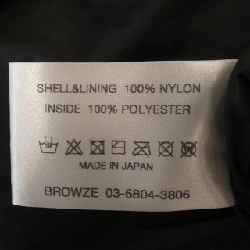 SHELL&LINING 100% NYLON
INSIDE 100% POLYESTER
MADE IN JAPAN
BROWZE 03-6804-3806